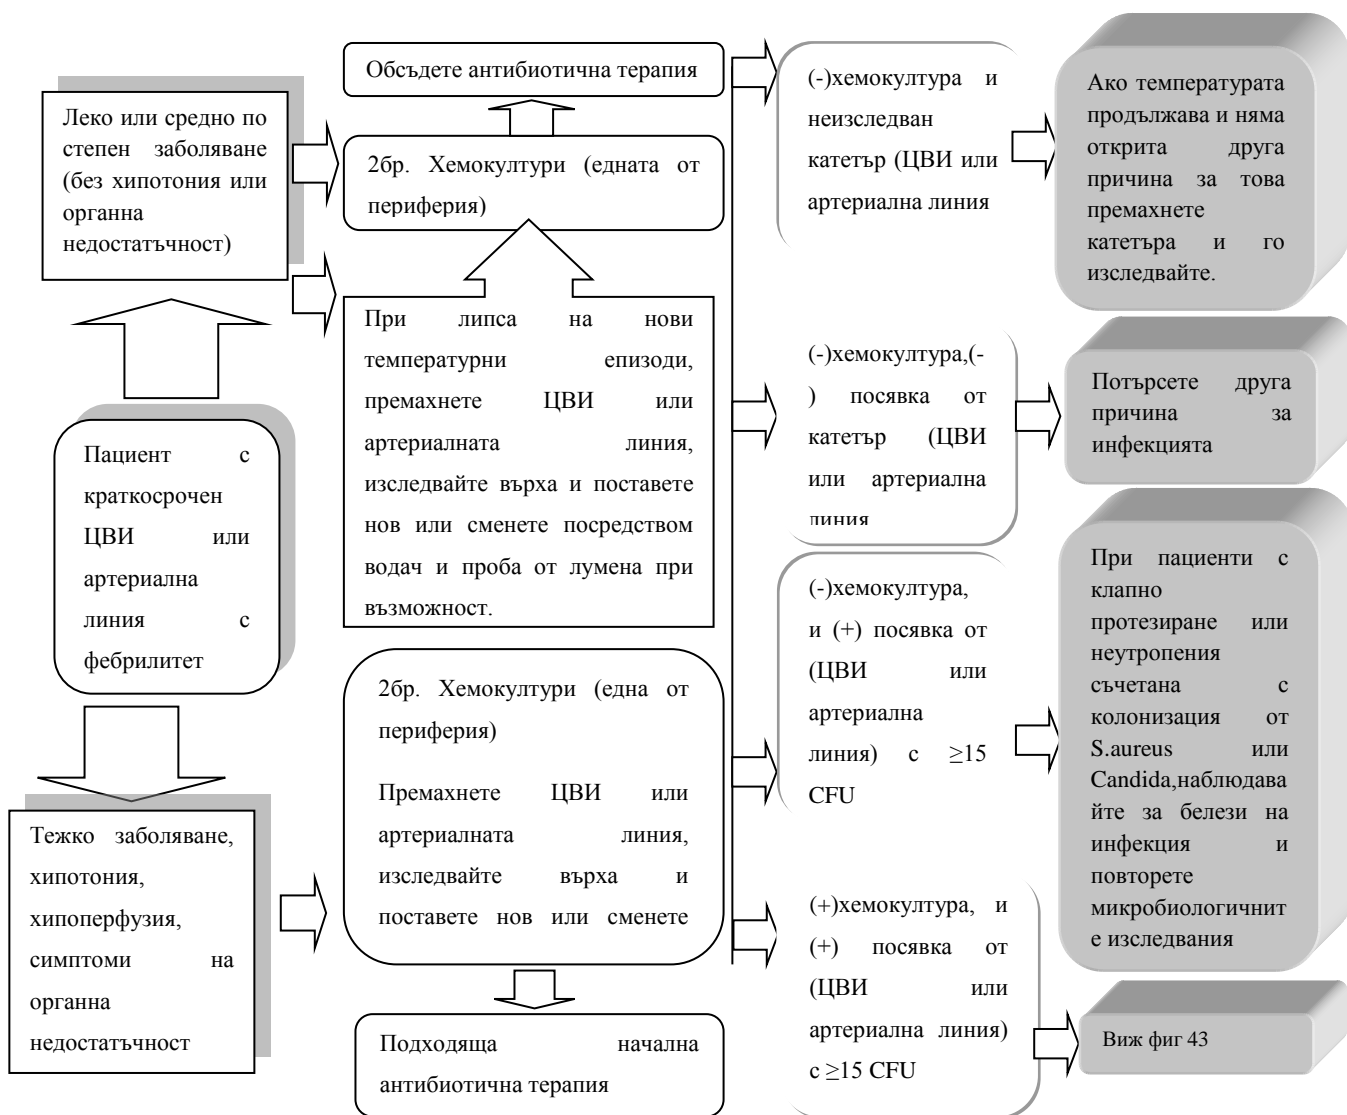 Леко или средно по
степен заболяване
(без хипотония или
органна
недостатъчност)
Пациент с
краткосрочен
ЦВИ или
артериална
линия с
фебрилитет
Тежко заболяване,
хипотония,
хипоперфузия,
симптоми на
органна
недостатъчност
Обсъдете антибиотична терапия
2бр. Хемокултури (едната от
периферия)
При липса на нови
температурни епизоди,
премахнете ЦВИ или
артериалната линия,
изследвайте върха и поставете
нов или сменете посредством
водач и проба от лумена при
възможност.
2бр. Хемокултури (една от
периферия)
Премахнете ЦВИ или
артериалната линия,
изследвайте върха и
поставете нов или сменете
Подходяща начална
антибиотична терапия
(-)хемокултура и
неизследван
катетър (ЦВИ или
артериална линия
(-)хемокултура,(-
) посявка от
катетър (ЦВИ
или артериална
линия
(-)хемокултура,
и (+) посявка от
(ЦВИ или
артериална
линия) с ≥15
CFU
(+)хемокултура, и
(+) посявка от
(ЦВИ или
артериална линия)
с ≥15 CFU
Ако температурата
продължава и няма
открита друга
причина за това
премахнете
катетъра и го
изследвайте.
Потърсете друга
причина за
инфекцията
При пациенти с
клапно
протезиране или
неутропения
съчетана с
колонизация от
S.aureus или
Candida,наблюдава
йте за белези на
инфекция и
повторете
микробиологичнит
е изследвания
Виж фиг 43